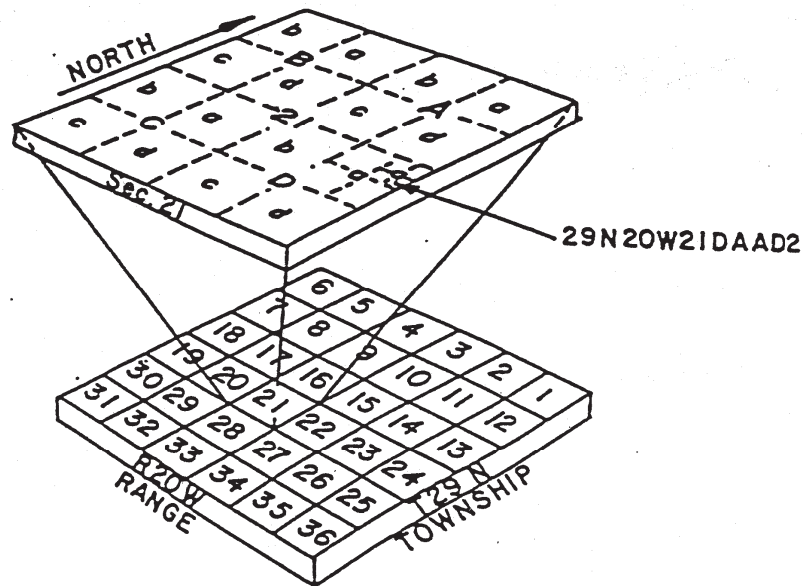 NORTH
b
a
b
a
c
B
d
c
A
d
b
a
21
b
a
a
c
C
d
c
D
d
Sec. 21
29N20W21DAAD2
6 5 4 3 2 1
7 8 9 10 11 12
18 17 16 15 14 13
19 20 21 22 23 24
30 29 28 27 26 25
31 32 33 34 35 36
R20W
RANGE
T29N
TOWNSHIP